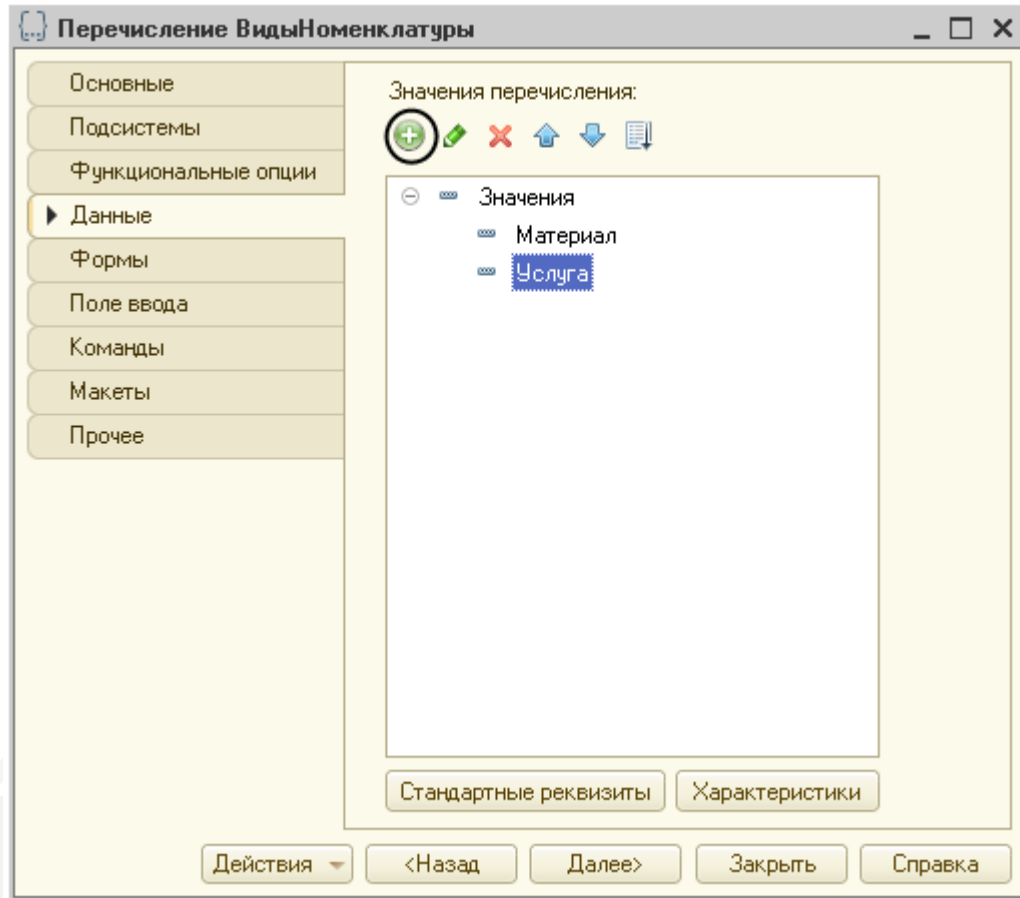 Перечисление ВидыНоменклатуры
Основные
Подсистемы
Функциональные опции
Данные
Формы
Поле ввода
Команды
Макеты
Прочее
Значения перечисления:
Значения
Материал
Услуга
Стандартные реквизиты
Характеристики
Действия
<Назад
Далее>
Закрыть
Справка